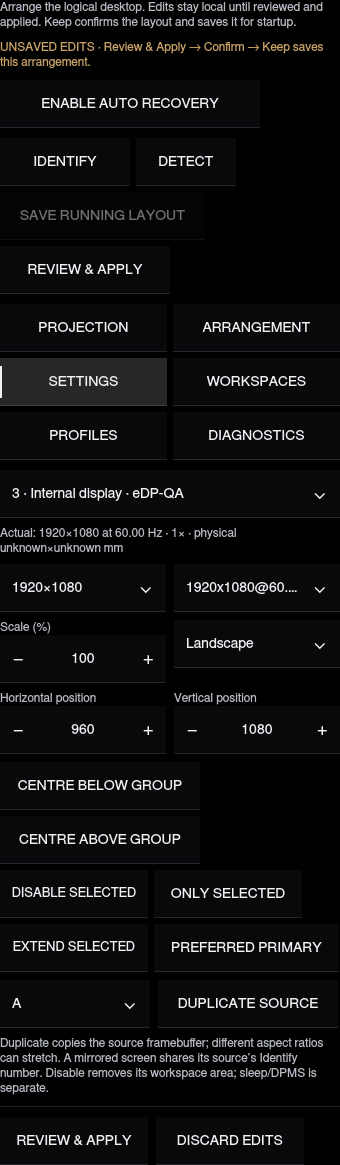 Arrange the logical desktop. Edits stay local until reviewed and
applied. Keep confirms the layout and saves it for startup.
UNSAVED EDITS · Review & Apply → Confirm → Keep saves
this arrangement.
ENABLE AUTO RECOVERY
IDENTIFY DETECT
SAVE RUNNING LAYOUT
REVIEW & APPLY
PROJECTION ARRANGEMENT
SETTINGS WORKSPACES
PROFILES DIAGNOSTICS
3 · Internal display · eDP-QA
Actual: 1920×1080 at 60.00 Hz · 1× · physical
unknown×unknown mm
1920×1080 1920x1080@60....
Scale (%)
− 100 + Landscape
Horizontal position Vertical position
− 960 + − 1080 +
CENTRE BELOW GROUP
CENTRE ABOVE GROUP
DISABLE SELECTED ONLY SELECTED
EXTEND SELECTED PREFERRED PRIMARY
A DUPLICATE SOURCE
Duplicate copies the source framebuffer; different aspect ratios
can stretch. A mirrored screen shares its source's Identify
number. Disable removes its workspace area; sleep/DPMS is
separate.
REVIEW & APPLY DISCARD EDITS